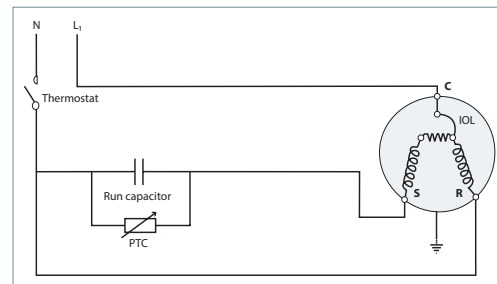 N
L₁
C
Thermostat
IOL
Run capacitor
S
R
PTC